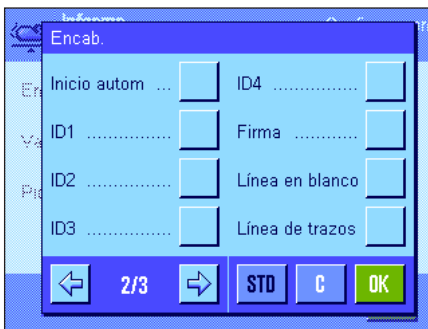 Encab.
Inicio autom ...
ID1 ...............
ID2 ...............
ID3 ...............
ID4 ...............
Firma ...........
Línea en blanco
Línea de trazos
2/3
STD
C
OK